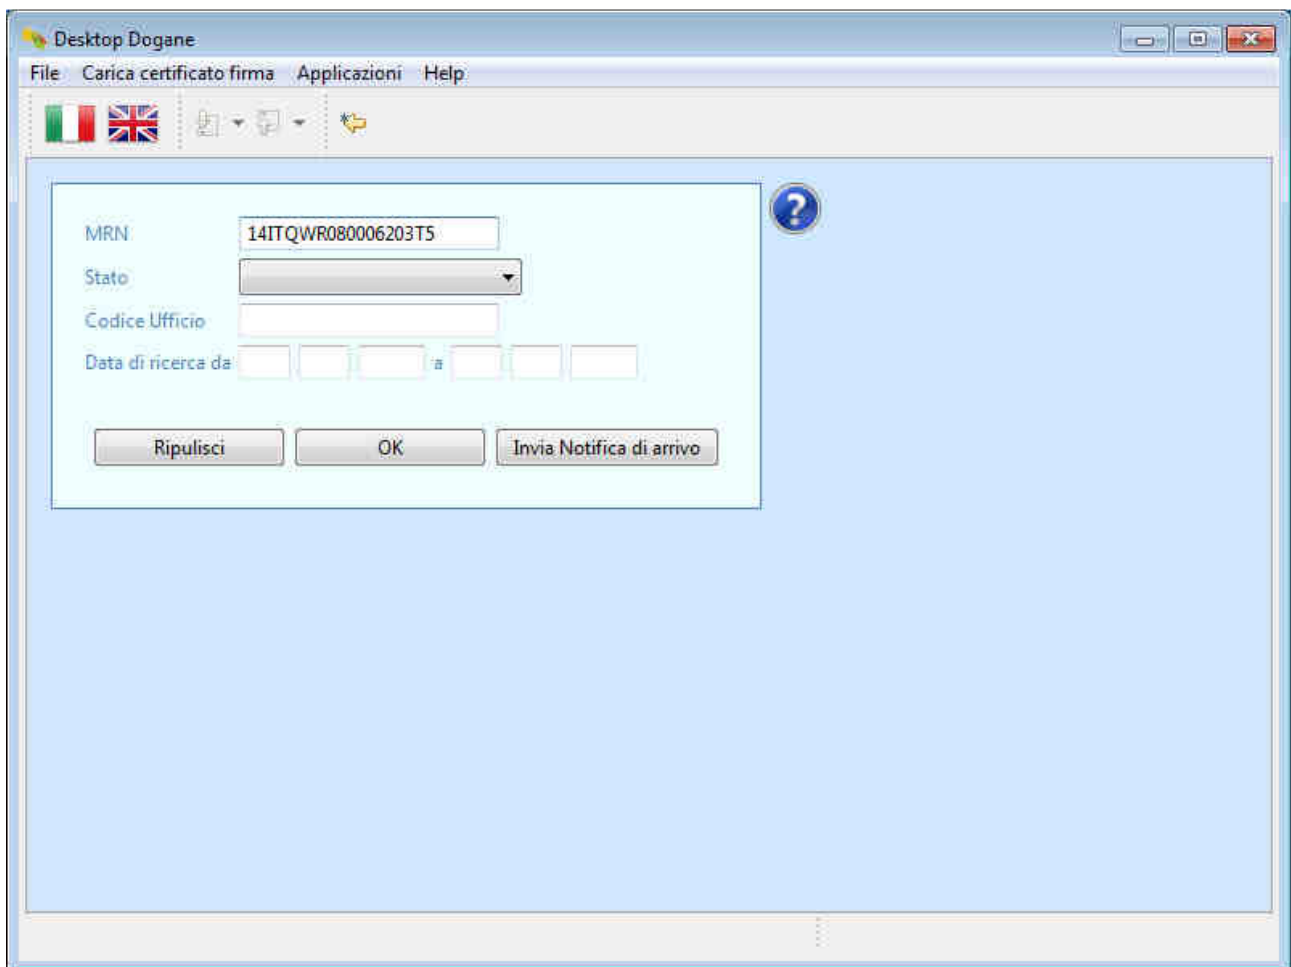 Desktop Dogane
File Carica certificato firma Applicazioni Help
MRN 14ITQWR080006203T5
Stato
Codice Ufficio
Data di ricerca da a
Ripulisci OK Invia Notifica di arrivo
?